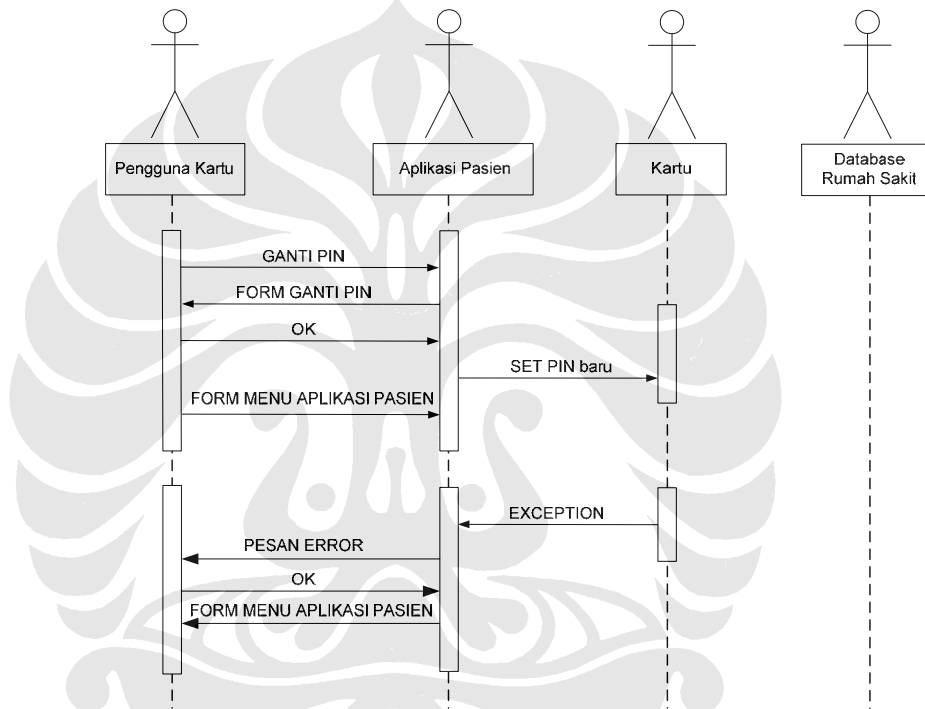 Pengguna Kartu
Aplikasi Pasien
Kartu
Database
Rumah Sakit
GANTI PIN
FORM GANTI PIN
OK
SET PIN baru
FORM MENU APLIKASI PASIEN
EXCEPTION
PESAN ERROR
OK
FORM MENU APLIKASI PASIEN